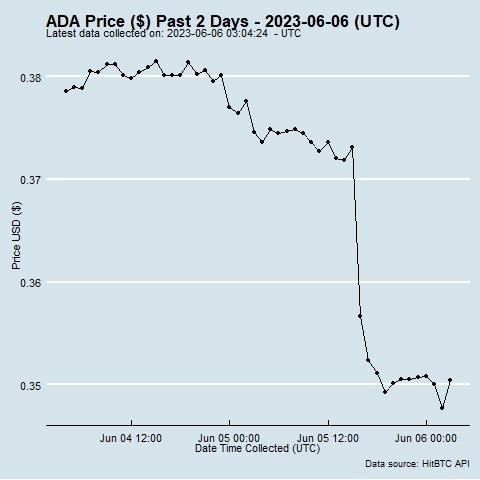 ADA Price ($) Past 2 Days - 2023-06-06 (UTC)
Latest data collected on: 2023-06-06 03:04:24  - UTC
0.38
0.37
0.36
0.35
Price USD ($)
Jun 04 12:00 Jun 05 00:00 Jun 05 12:00 Jun 06 00:00
Date Time Collected (UTC)
Data source: HitBTC API